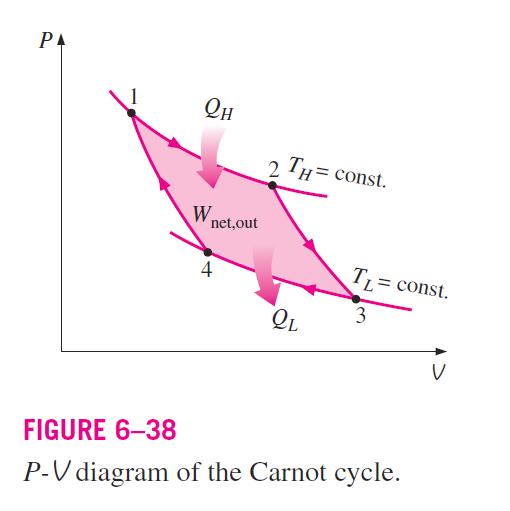 P
1
Q_H
2
T_H = const.
W_net,out
4
T_L = const.
Q_L
3
V
FIGURE 6–38
P-V diagram of the Carnot cycle.